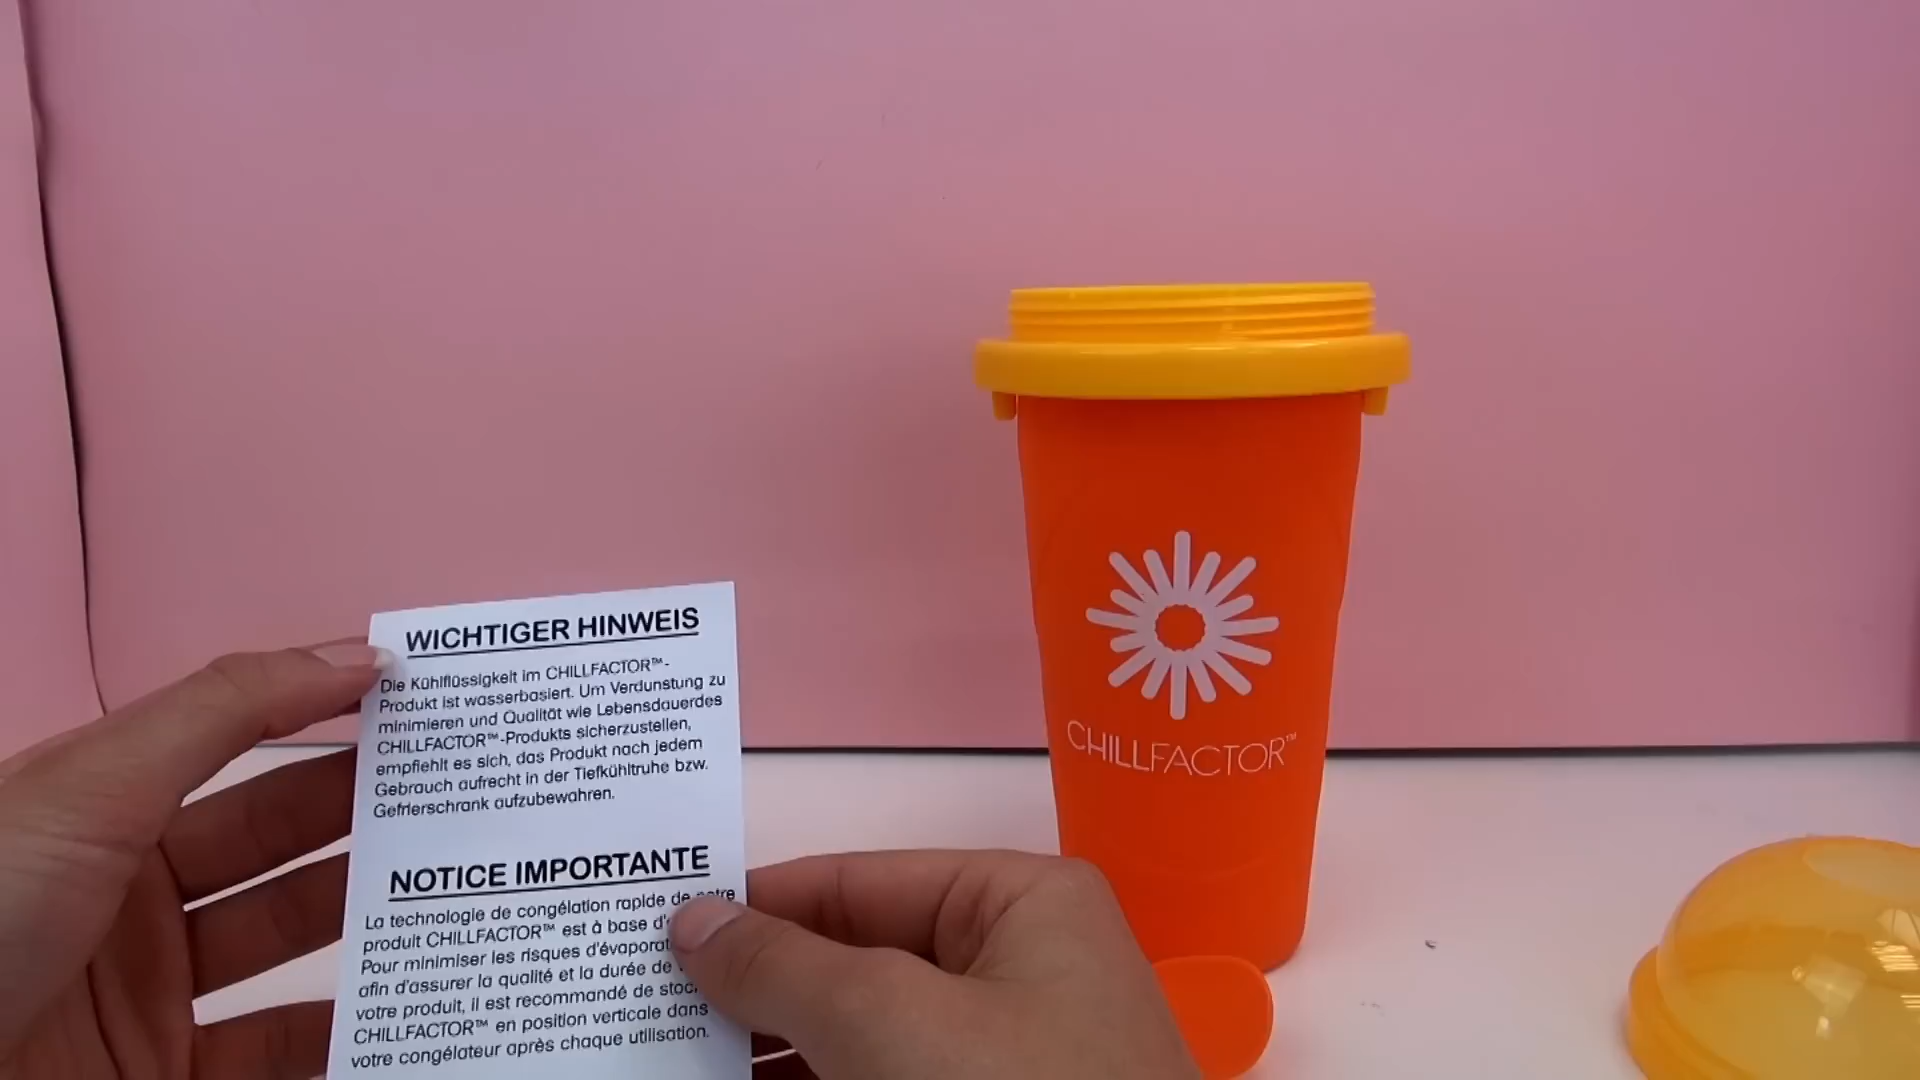 WICHTIGER HINWEIS
Die Kühlflüssigkeit im CHILLFACTOR™-
Produkt ist wasserbasiert. Um Verdunstung zu
minimieren und Qualität wie Lebensdauerdes
CHILLFACTOR™-Produkts sicherzustellen,
empfiehlt es sich, das Produkt nach jedem
Gebrauch aufrecht in der Tiefkühltruhe bzw.
Gefrierschrank aufzubewahren.
NOTICE IMPORTANTE
La technologie de congélation rapide de notre
produit CHILLFACTOR™ est à base
Pour minimiser les risques
afin d'assurer la qualité et la durée de
votre produit, il est recommandé de
CHILLFACTOR™ en position verticale dans
votre congélateur après chaque utilisation.
CHILLFACTOR™